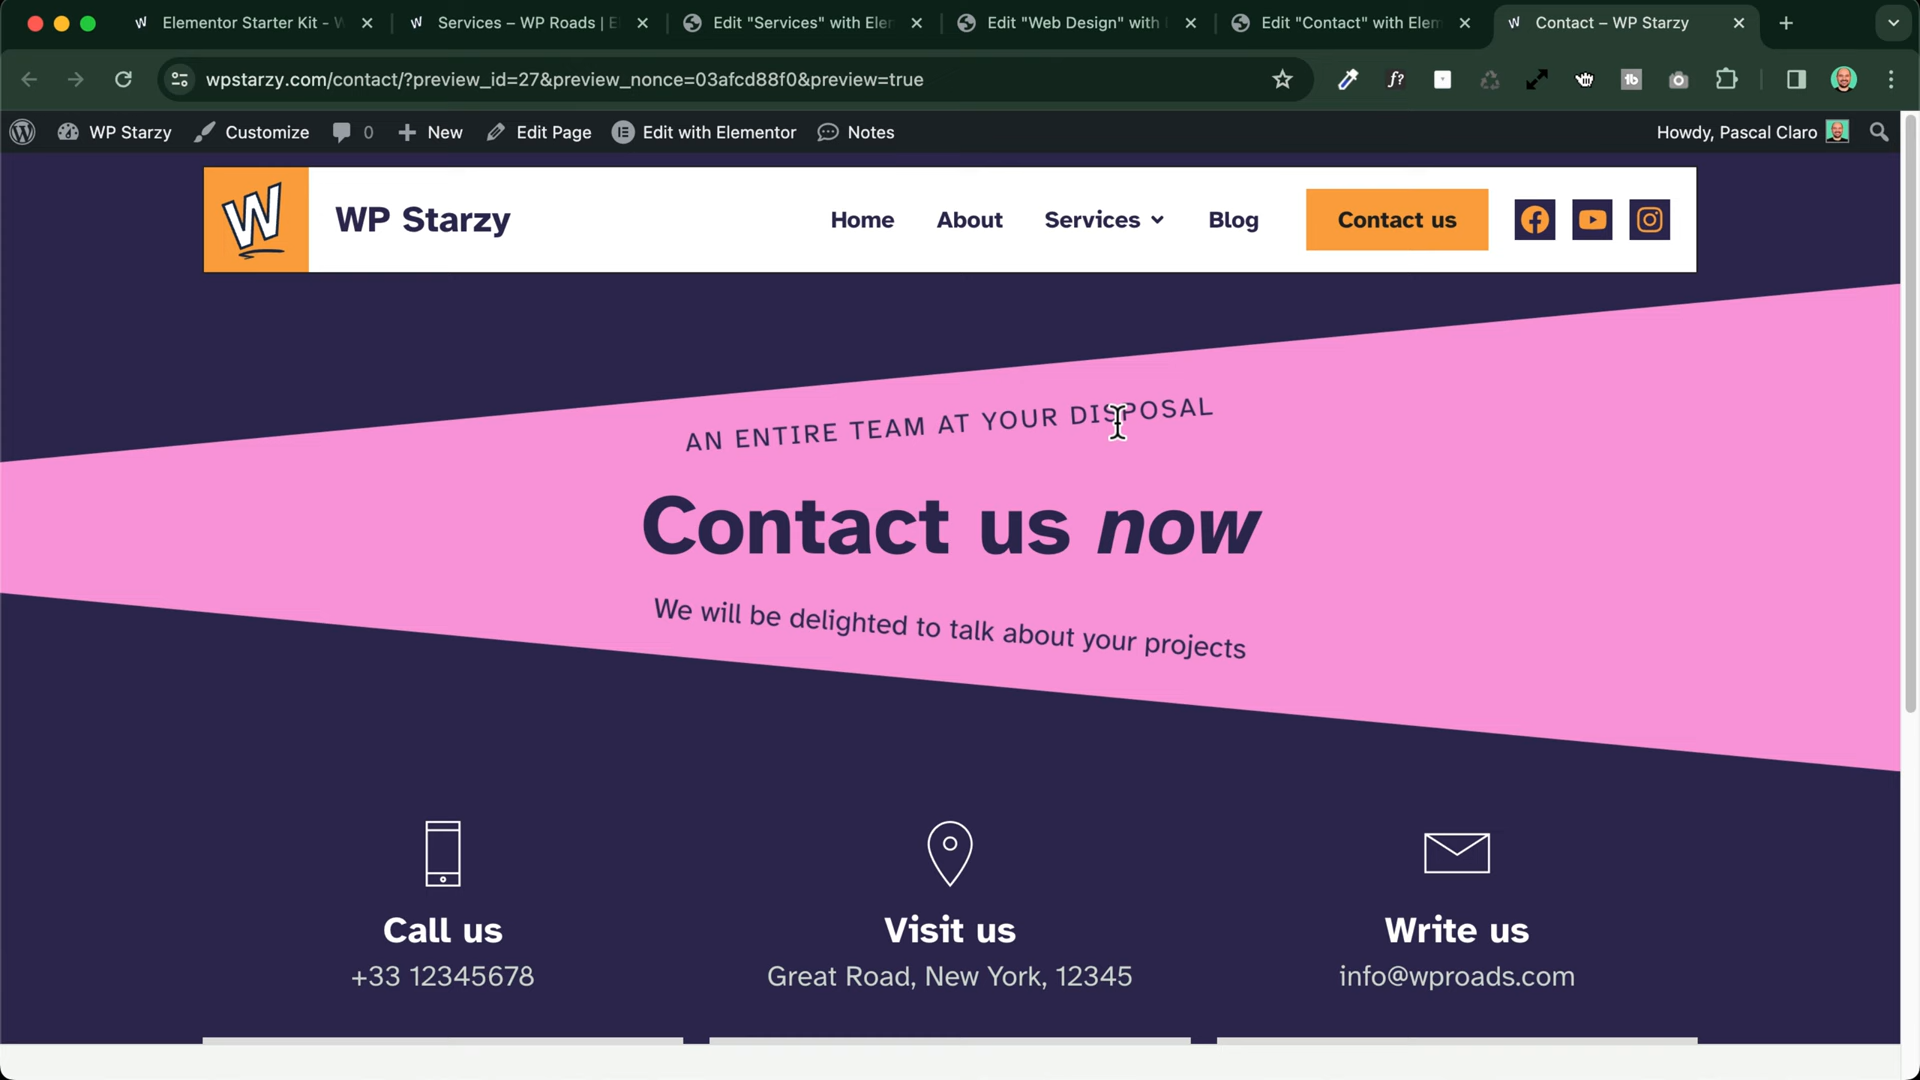 Elementor Starter Kit - W
Services – WP Roads | E
Edit "Services" with Ele
Edit "Web Design" with
Edit "Contact" with Elem
Contact – WP Starzy
wpstarzy.com/contact/?preview_id=27&preview_nonce=03afcd88f0&preview=true
WP Starzy
Customize
0
New
Edit Page
Edit with Elementor
Notes
Howdy, Pascal Claro
W
WP Starzy
Home
About
Services
Blog
Contact us
AN ENTIRE TEAM AT YOUR DISPOSAL
Contact us now
We will be delighted to talk about your projects
Call us
+33 12345678
Visit us
Great Road, New York, 12345
Write us
info@wproads.com